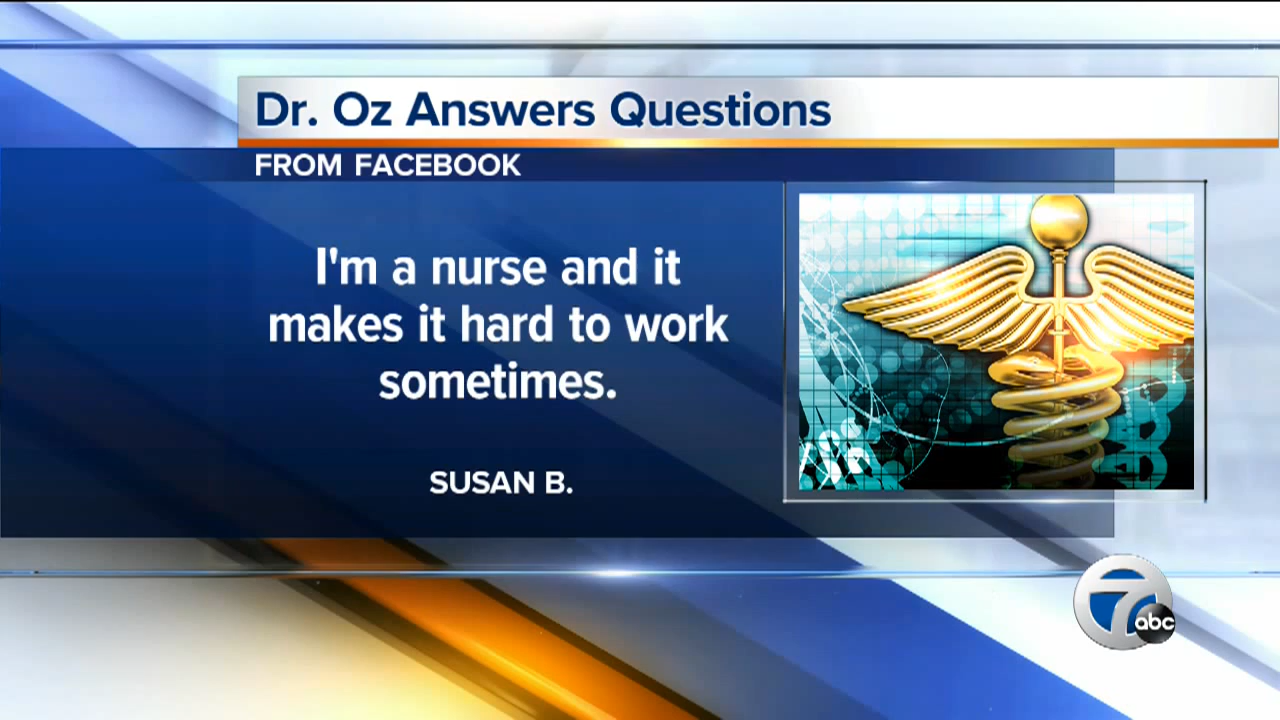 Dr. Oz Answers Questions
FROM FACEBOOK
I'm a nurse and it
makes it hard to work
sometimes.
SUSAN B.
7
abc